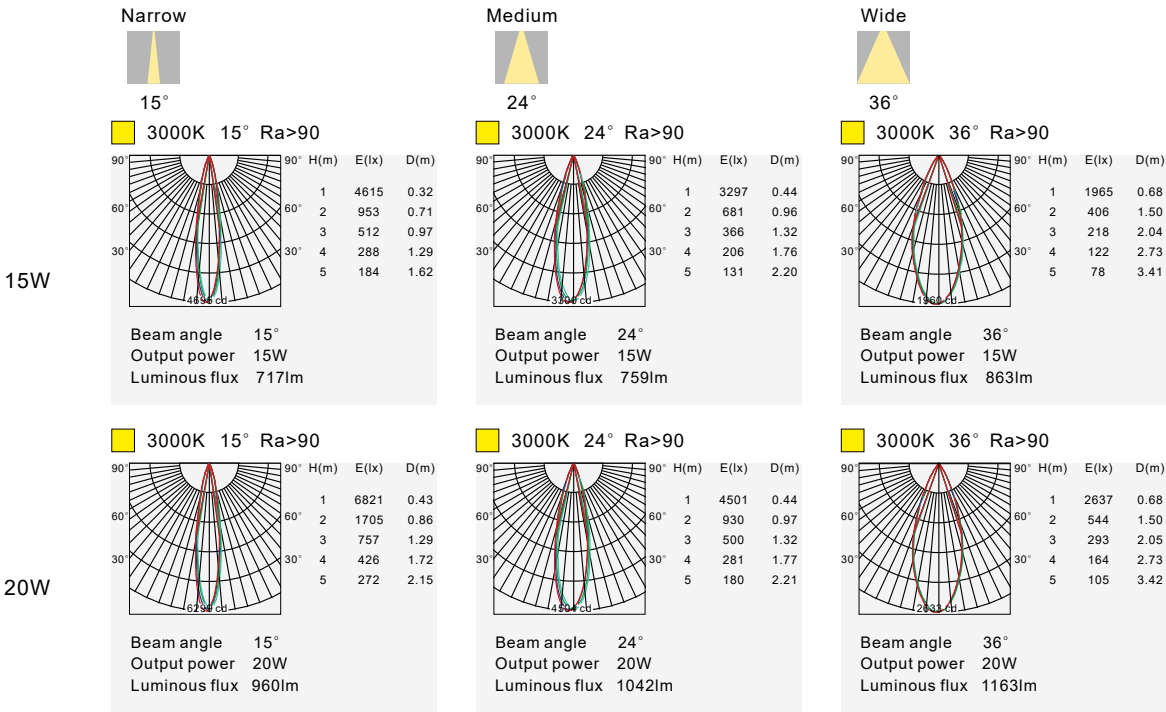 Narrow
15°
3000K 15° Ra>90
90° 90° H(m) E(lx) D(m)
1 4615 0.32
60° 60° 2 953 0.71
3 512 0.97
30° 30° 4 288 1.29
5 184 1.62
4695 cd
Beam angle 15°
Output power 15W
Luminous flux 717lm
Medium
24°
3000K 24° Ra>90
90° 90° H(m) E(lx) D(m)
1 3297 0.44
60° 60° 2 681 0.96
3 366 1.32
30° 30° 4 206 1.76
5 131 2.20
cd
Beam angle 24°
Output power 15W
Luminous flux 759lm
Wide
36°
3000K 36° Ra>90
90° 90° H(m) E(lx) D(m)
1 1965 0.68
60° 60° 2 406 1.50
3 218 2.04
30° 30° 4 122 2.73
5 78 3.41
1960 cd
Beam angle 36°
Output power 15W
Luminous flux 863lm
15W
3000K 15° Ra>90
90° 90° H(m) E(lx) D(m)
1 6821 0.43
60° 60° 2 1705 0.86
3 757 1.29
30° 30° 4 426 1.72
5 272 2.15
cd
Beam angle 15°
Output power 20W
Luminous flux 960lm
3000K 24° Ra>90
90° 90° H(m) E(lx) D(m)
1 4501 0.44
60° 60° 2 930 0.97
3 500 1.32
30° 30° 4 281 1.77
5 180 2.21
4504 cd
Beam angle 24°
Output power 20W
Luminous flux 1042lm
3000K 36° Ra>90
90° 90° H(m) E(lx) D(m)
1 2637 0.68
60° 60° 2 544 1.50
3 293 2.05
30° 30° 4 164 2.73
5 105 3.42
2633 cd
Beam angle 36°
Output power 20W
Luminous flux 1163lm
20W